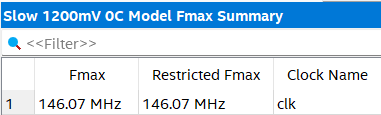 Slow 1200mV 0C Model Fmax Summary
<<Filter>>
Fmax Restricted Fmax Clock Name
1 146.07 MHz 146.07 MHz clk